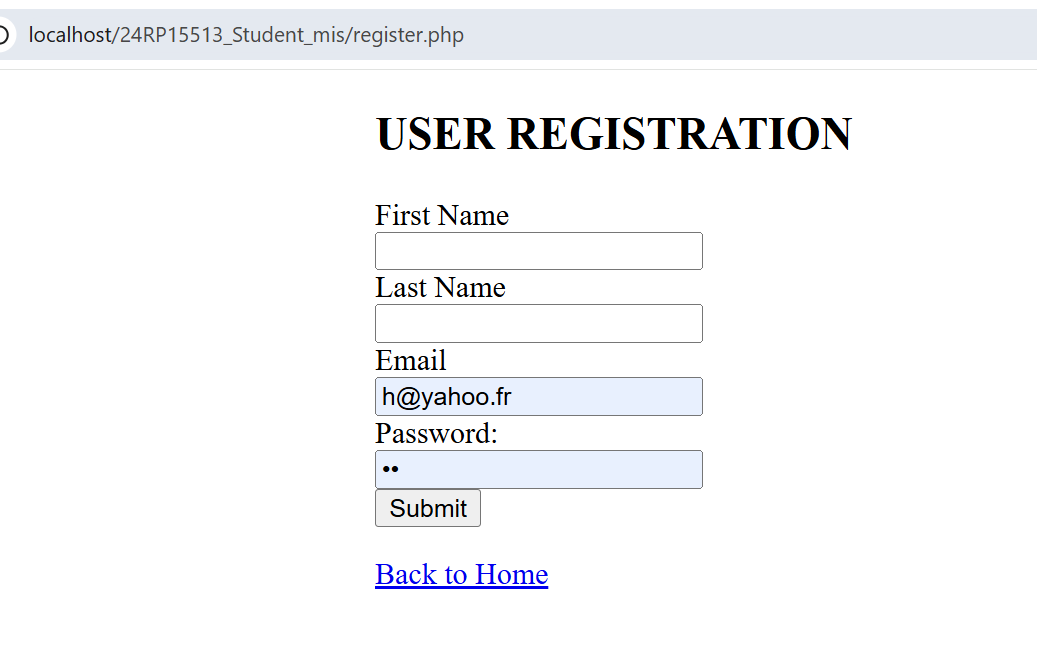 localhost/24RP15513_Student_mis/register.php
USER REGISTRATION
First Name
Last Name
Email
h@yahoo.fr
Password:
••
Submit
Back to Home